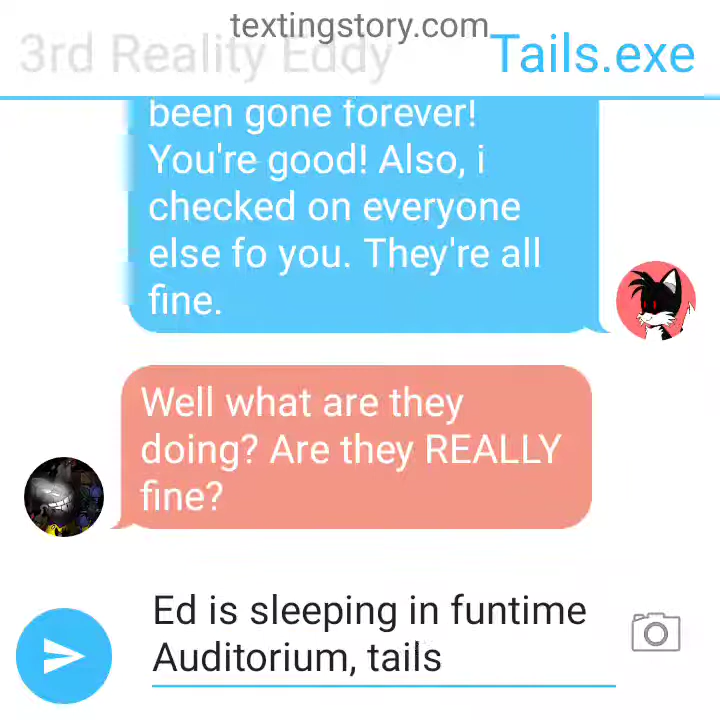 textingstory.com
3rd Reality Eddy
Tails.exe
been gone forever!
You're good! Also, i
checked on everyone
else fo you. They're all
fine.
Well what are they
doing? Are they REALLY
fine?
Ed is sleeping in funtime
Auditorium, tails